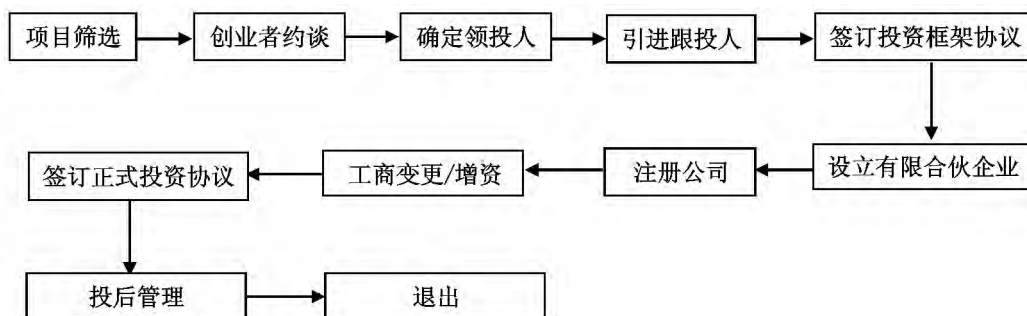 项目筛选
创业者约谈
确定领投人
引进跟投人
签订投资框架协议
设立有限合伙企业
注册公司
工商变更/增资
签订正式投资协议
投后管理
退出